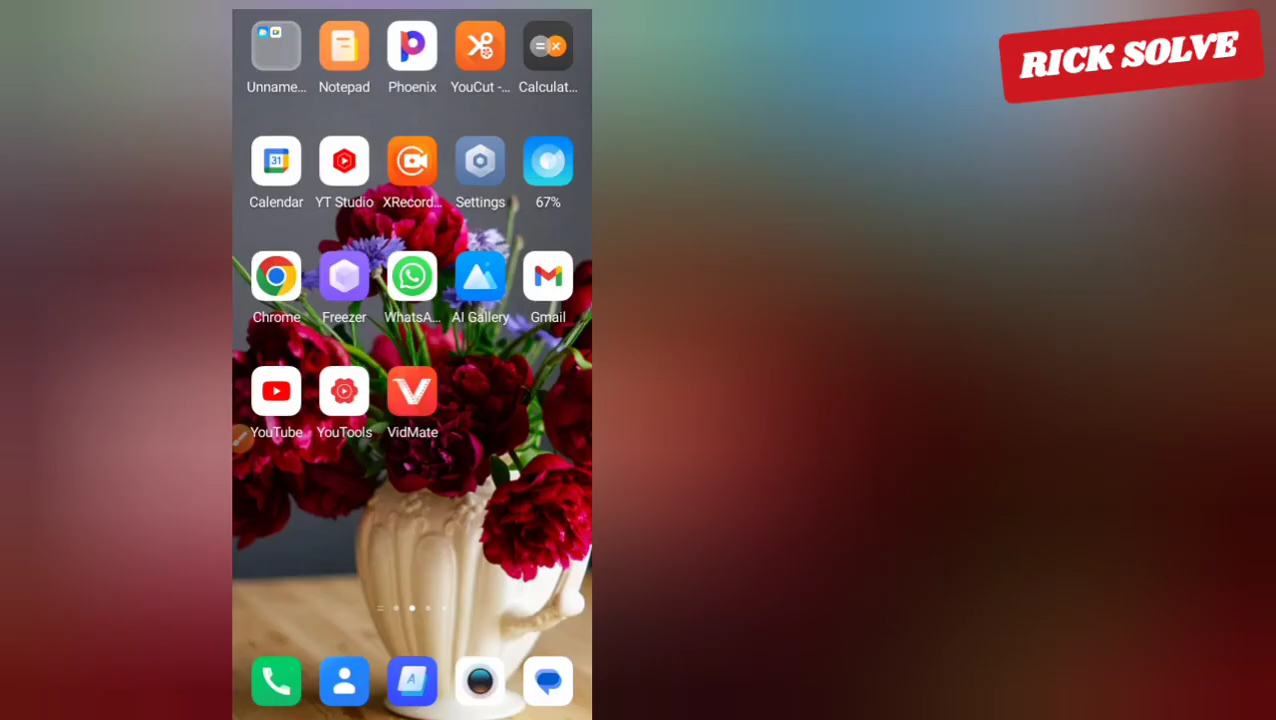 RICK SOLVE
Unname... Notepad Phoenix YouCut -... Calculat...
31
Calendar YT Studio XRecord... Settings 67%
Chrome Freezer WhatsA... AI Gallery Gmail
YouTube YouTools VidMate
A